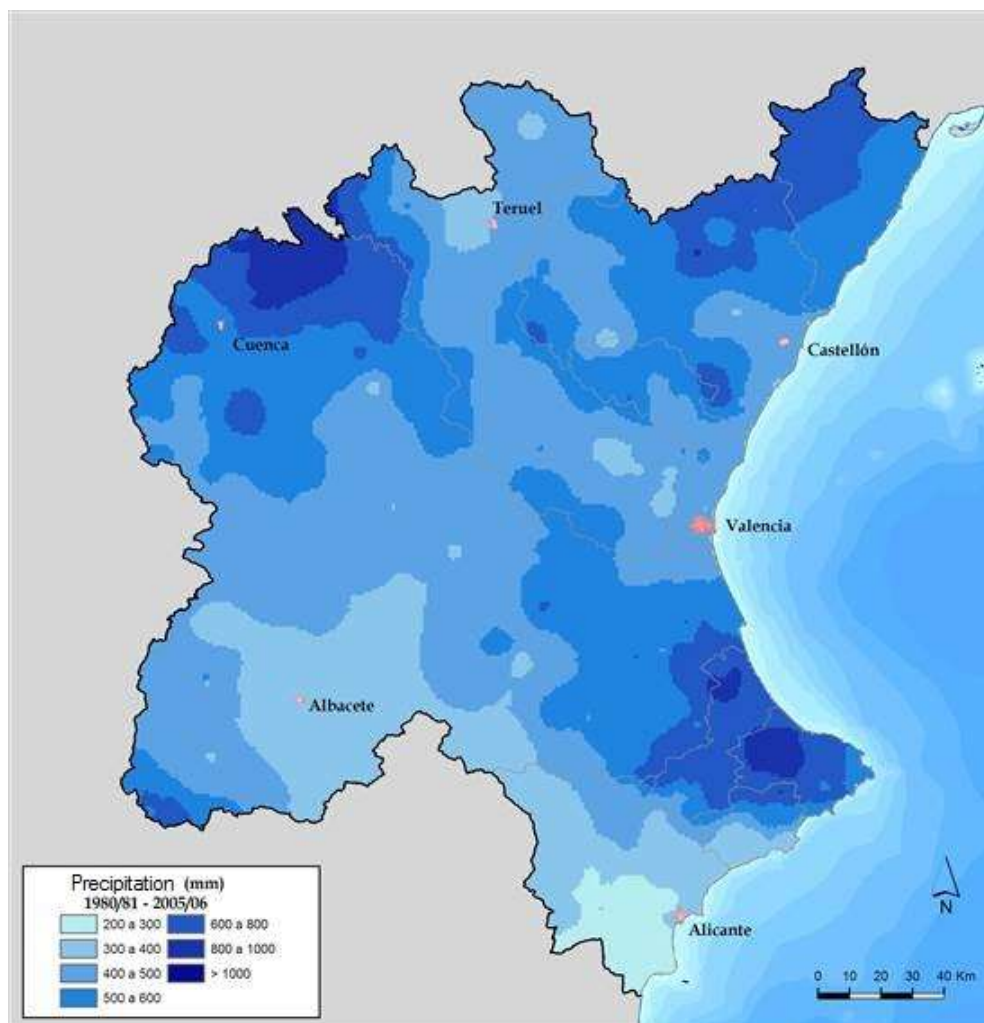 Teruel
Cuenca
Castellón
Valencia
Albacete
Alicante
Precipitation (mm)
1980/81 - 2005/06
200 a 300
600 a 800
300 a 400
800 a 1000
400 a 500
> 1000
500 a 600
N
0 10 20 30 40 Km